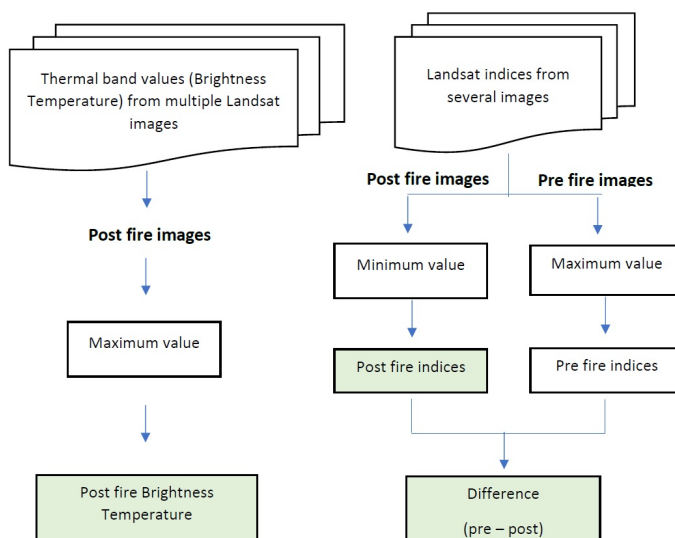 Thermal band values (Brightness
Temperature) from multiple Landsat
images
Post fire images
Maximum value
Post fire Brightness
Temperature
Landsat indices from
several images
Post fire images
Pre fire images
Minimum value
Maximum value
Post fire indices
Pre fire indices
Difference
(pre – post)